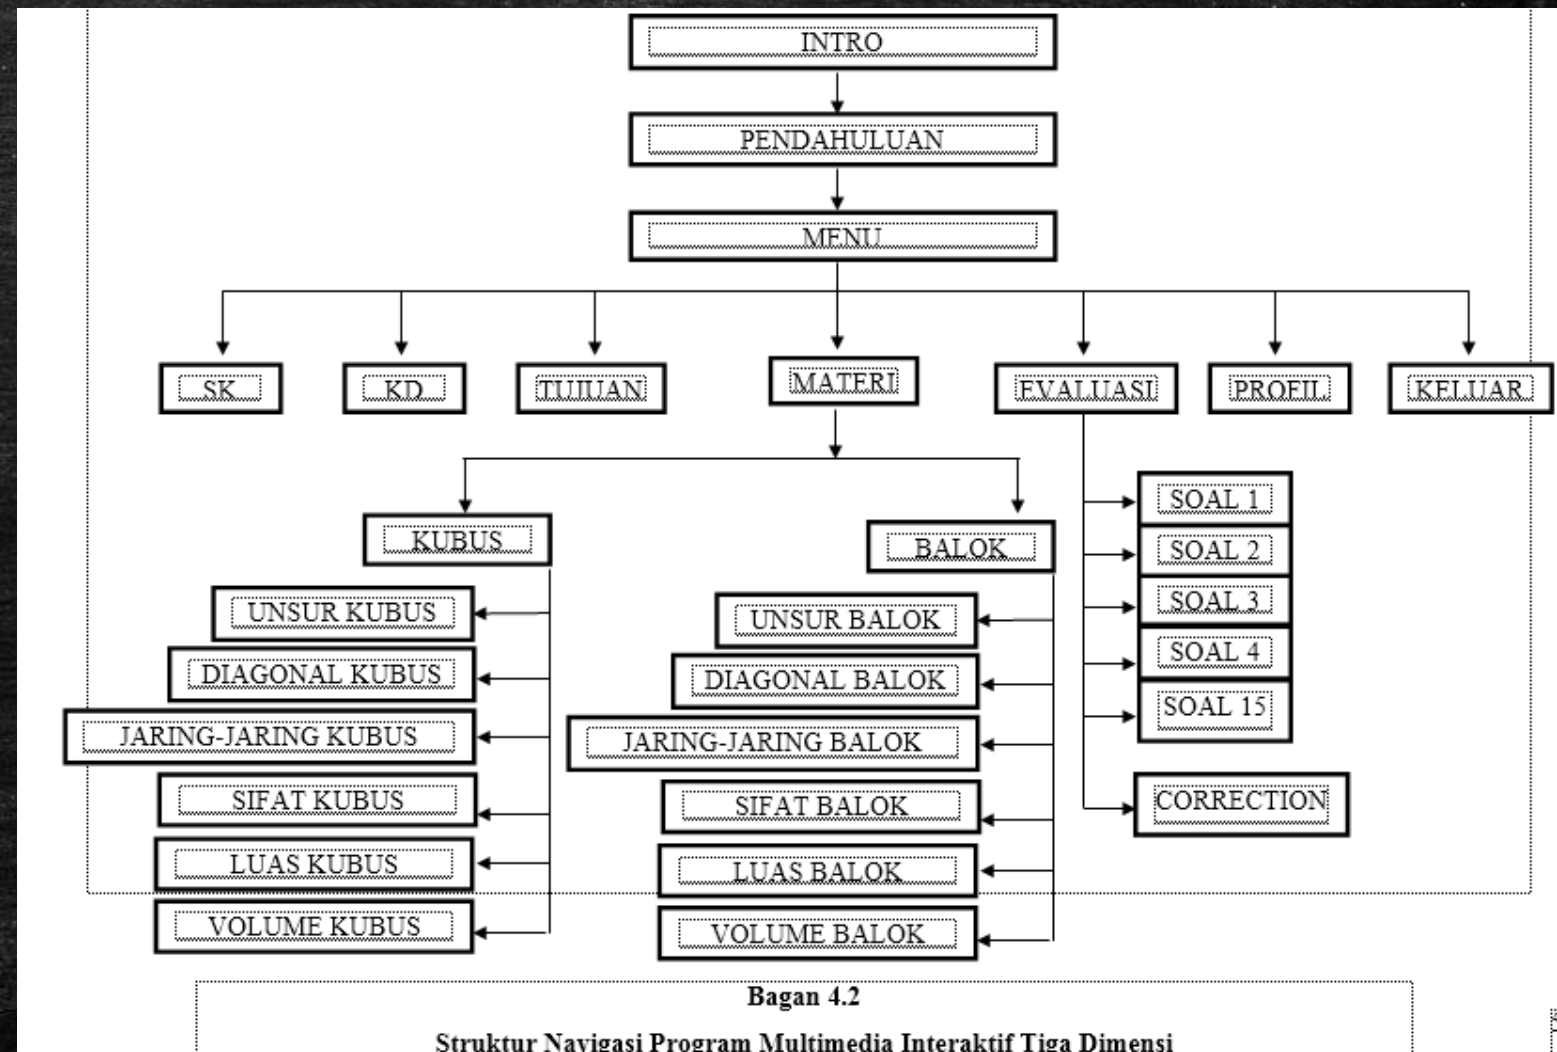 INTRO
PENDAHULUAN
MENU
SK
KD
TUJUAN
MATERI
EVALUASI
PROFIL
KELUAR
KUBUS
UNSUR KUBUS
DIAGONAL KUBUS
JARING-JARING KUBUS
SIFAT KUBUS
LUAS KUBUS
VOLUME KUBUS
BALOK
UNSUR BALOK
DIAGONAL BALOK
JARING-JARING BALOK
SIFAT BALOK
LUAS BALOK
VOLUME BALOK
SOAL 1
SOAL 2
SOAL 3
SOAL 4
SOAL 15
CORRECTION
Bagan 4.2
Struktur Navigasi Program Multimedia Interaktif Tiga Dimensi